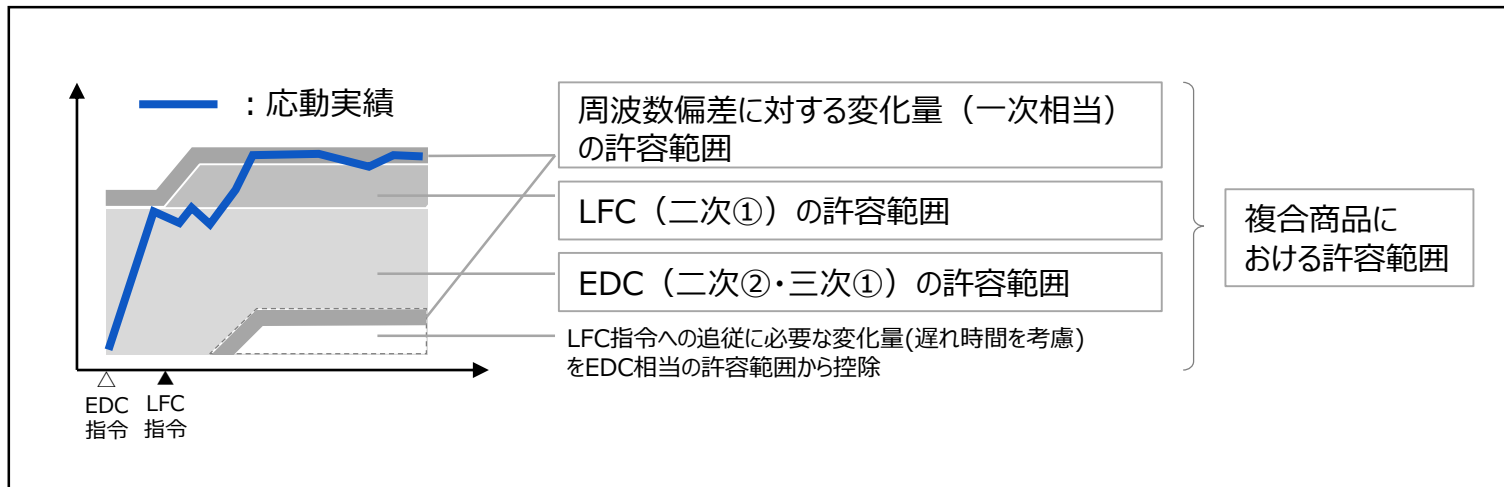 ：応動実績
周波数偏差に対する変化量（一次相当）
の許容範囲
LFC（二次①）の許容範囲
EDC（二次②・三次①）の許容範囲
LFC指令への追従に必要な変化量(遅れ時間を考慮)
をEDC相当の許容範囲から控除
複合商品に
おける許容範囲
△
▲
EDC
指令
LFC
指令